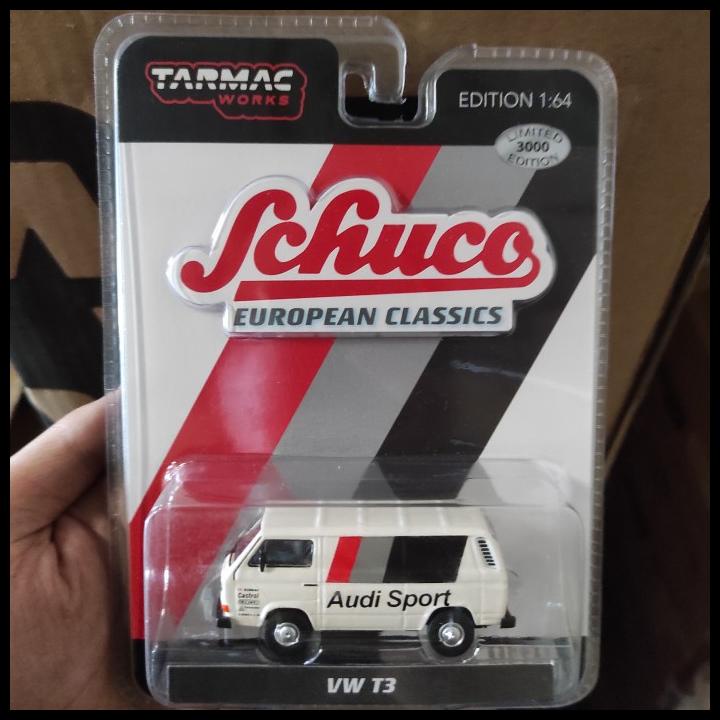 TARMAC
WORKS
EDITION 1:64
LIMITED
3000
EDITION
Schuco
EUROPEAN CLASSICS
Castrol
Audi Sport
VW T3